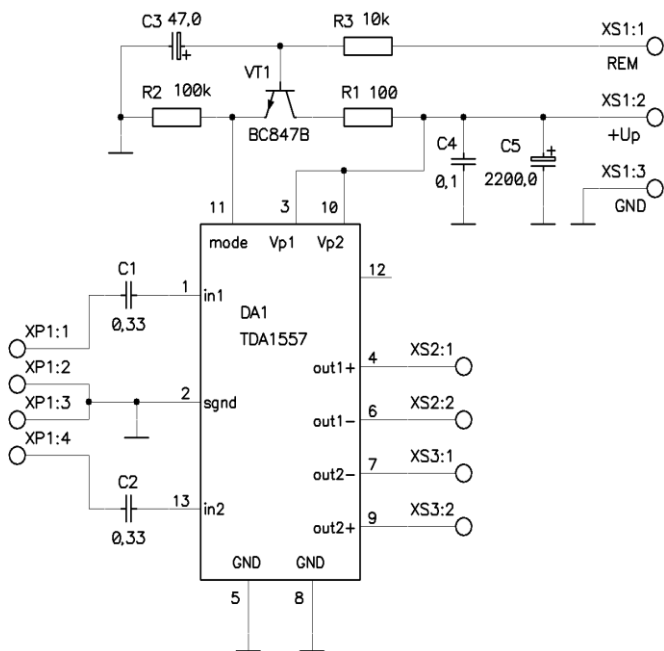 C3 47,0
R3 10k
XS1:1
REM
VT1
R2 100k
R1 100
XS1:2
+Up
BC847B
C4
0,1
C5
+
2200,0
XS1:3
GND
+
11
3
10
mode
Vp1
Vp2
12
C1
0,33
1
in1
DA1
TDA1557
XP1:1
XP1:2
XP1:3
XP1:4
2
sgnd
out1+
4
XS2:1
out1-
6
XS2:2
out2-
7
XS3:1
out2+
9
XS3:2
C2
0,33
13
in2
GND
GND
5
8